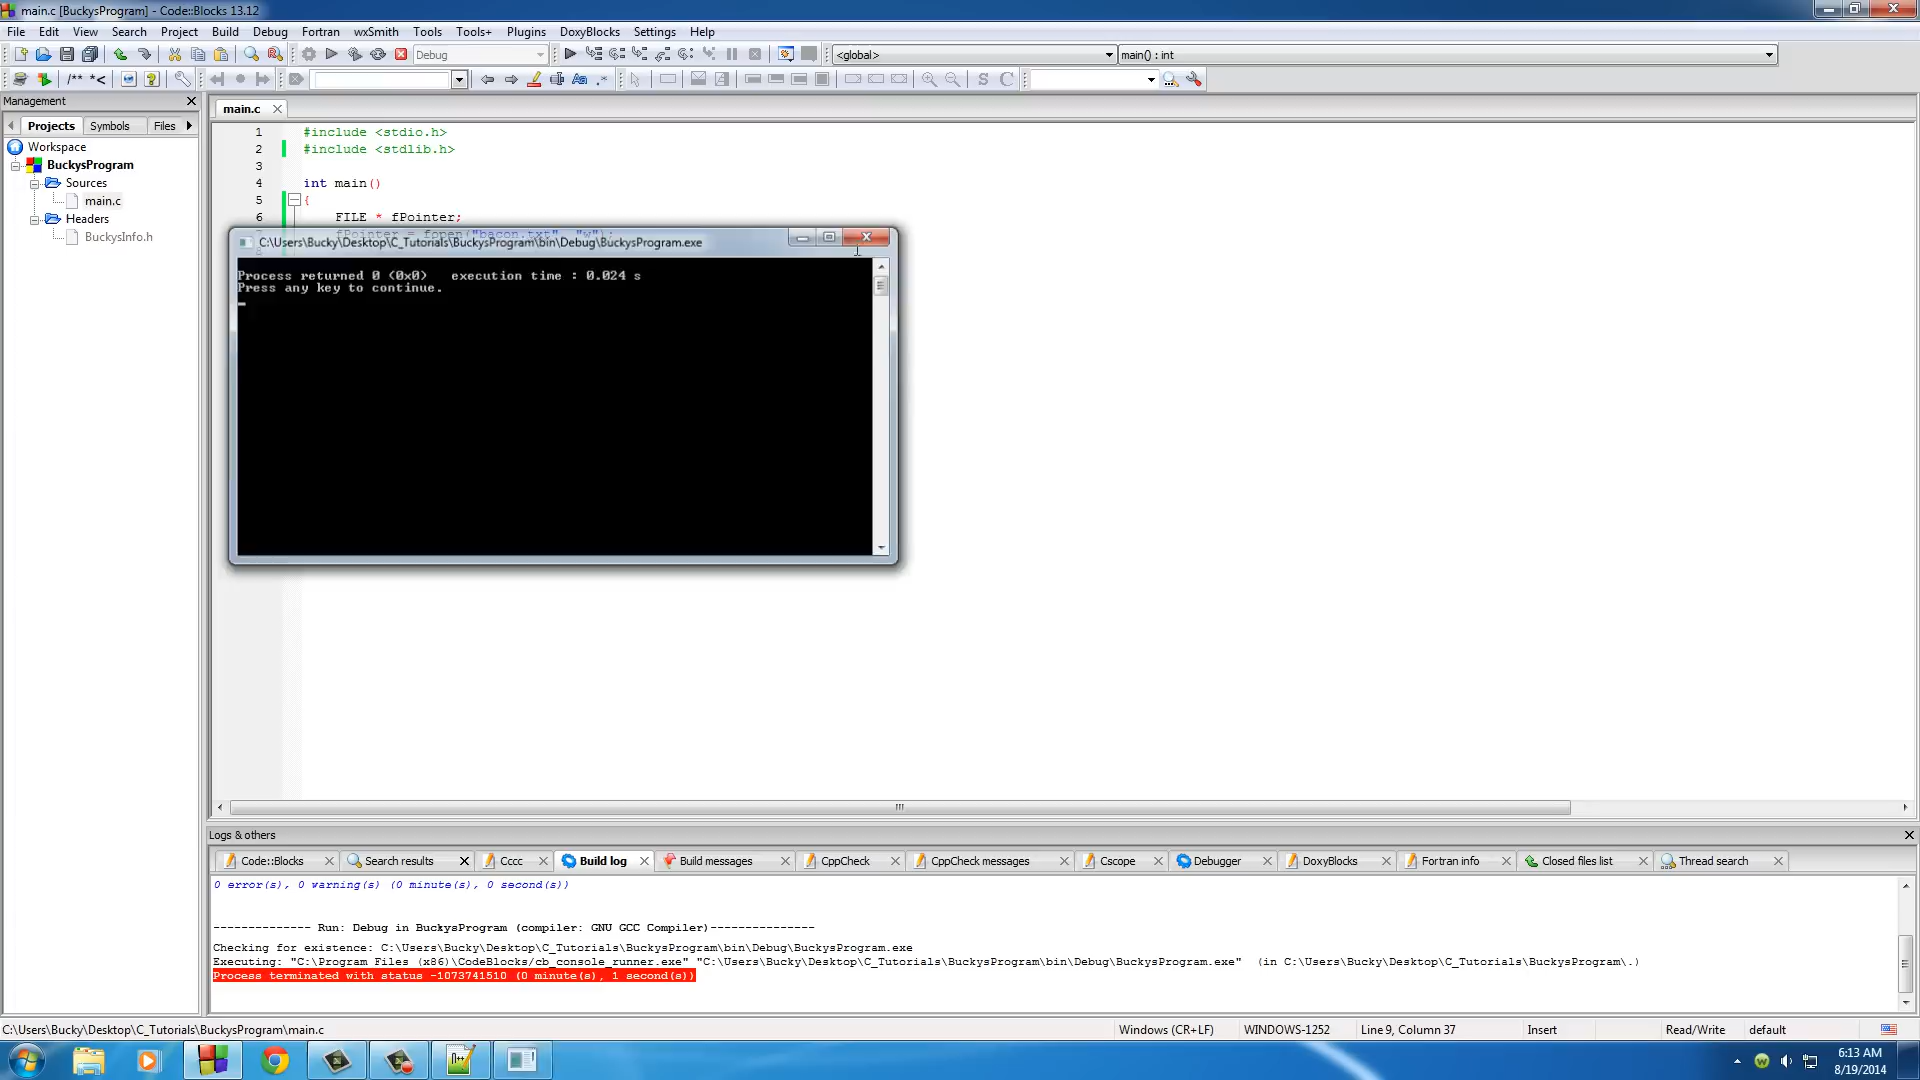 main.c [BuckysProgram] - Code::Blocks 13.12
File Edit View Search Project Build Debug Fortran wxSmith Tools Tools+ Plugins DoxyBlocks Settings Help
Debug <global> main() : int
/** *< Aa .* S C
Management
Projects Symbols Files
main.c
Workspace
BuckysProgram
Sources
main.c
Headers
BuckysInfo.h
1 #include <stdio.h>
2 #include <stdlib.h>
3
4 int main()
5 {
6 FILE * fPointer;
7 fPointer = fopen("bacon.txt", "w");
C:\Users\Bucky\Desktop\C_Tutorials\BuckysProgram\bin\Debug\BuckysProgram.exe
Process returned 0 (0x0)   execution time : 0.024 s
Press any key to continue.
Logs & others
Code::Blocks Search results Cccc Build log Build messages CppCheck CppCheck messages Cscope Debugger DoxyBlocks Fortran info Closed files list Thread search
0 error(s), 0 warning(s) (0 minute(s), 0 second(s))
-------------- Run: Debug in BuckysProgram (compiler: GNU GCC Compiler)---------------
Checking for existence: C:\Users\Bucky\Desktop\C_Tutorials\BuckysProgram\bin\Debug\BuckysProgram.exe
Executing: "C:\Program Files (x86)\CodeBlocks/cb_console_runner.exe" "C:\Users\Bucky\Desktop\C_Tutorials\BuckysProgram\bin\Debug\BuckysProgram.exe"  (in C:\Users\Bucky\Desktop\C_Tutorials\BuckysProgram\.)
Process terminated with status -1073741510 (0 minute(s), 1 second(s))
C:\Users\Bucky\Desktop\C_Tutorials\BuckysProgram\main.c Windows (CR+LF) WINDOWS-1252 Line 9, Column 37 Insert Read/Write default
6:13 AM
8/19/2014